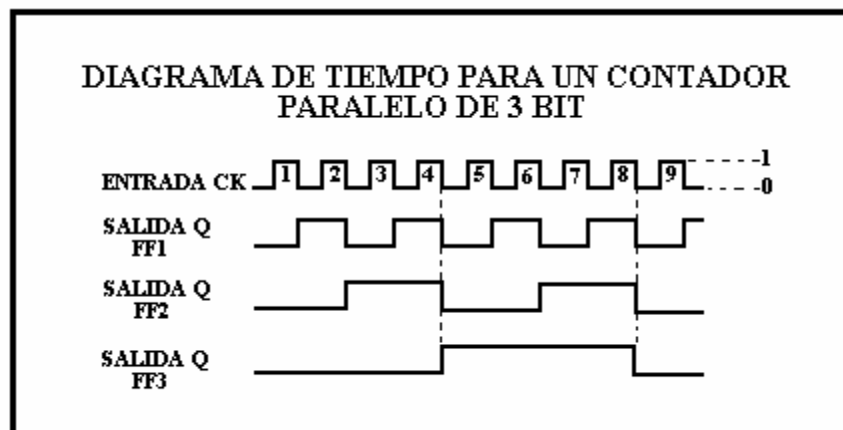 DIAGRAMA DE TIEMPO PARA UN CONTADOR
PARALELO DE 3 BIT
ENTRADA CK 1 2 3 4 5 6 7 8 9
1
0
SALIDA Q
FF1
SALIDA Q
FF2
SALIDA Q
FF3